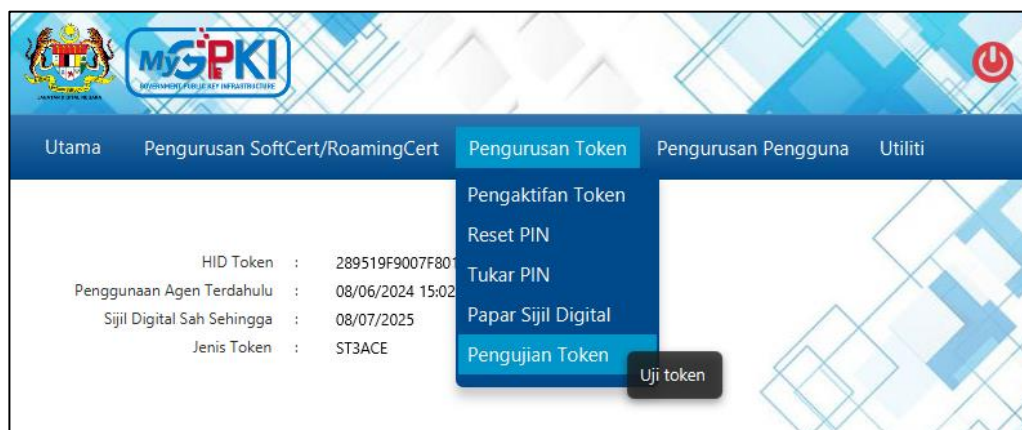 MyGPKI
GOVERNMENT PUBLIC KEY INFRASTRUCTURE
Utama Pengurusan SoftCert/RoamingCert Pengurusan Token Pengurusan Pengguna Utiliti
Pengaktifan Token
Reset PIN
Tukar PIN
Papar Sijil Digital
Pengujian Token
Uji token
HID Token : 289519F9007F801
Penggunaan Agen Terdahulu : 08/06/2024 15:02
Sijil Digital Sah Sehingga : 08/07/2025
Jenis Token : ST3ACE